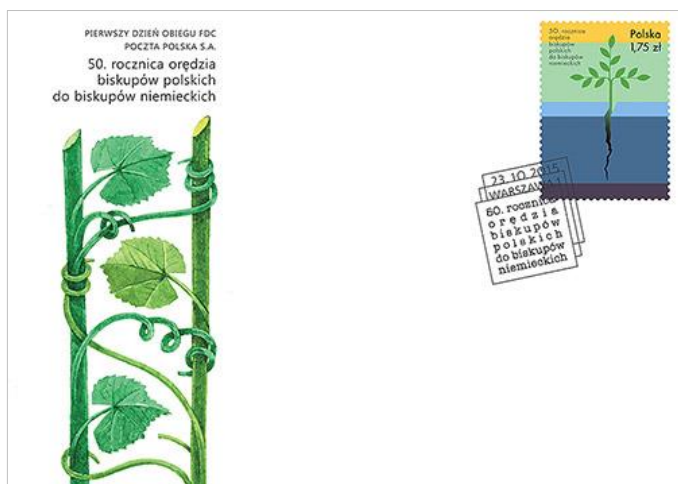 PIERWSZY DZIEŃ OBIEGU FDC
POCZTA POLSKA S.A.
50. rocznica orędzia
biskupów polskich
do biskupów niemieckich
50. rocznica
orędzia
biskupów
polskich
do biskupów
niemieckich
Polska
1,75 zł
23. 10. 2015
WARSZAWA 1
50. rocznica
orędzia
biskupów
polskich
do biskupów
niemieckich